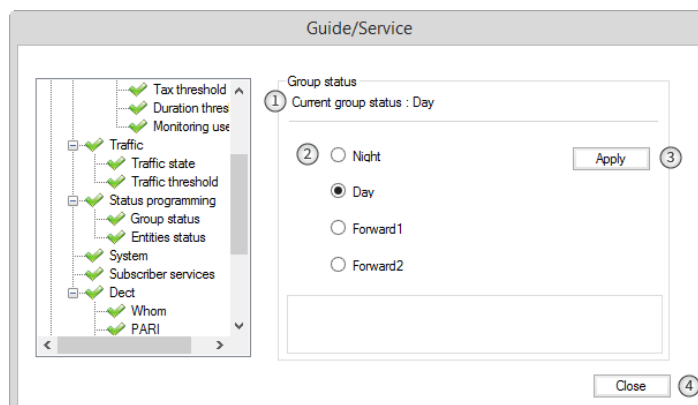 Guide/Service
Tax threshold
Duration thres
Monitoring use
Traffic
Traffic state
Traffic threshold
Status programming
Group status
Entities status
System
Subscriber services
Dect
Whom
PARI
Group status
1 Current group status : Day
2 Night
Apply 3
Day
Forward1
Forward2
Close 4